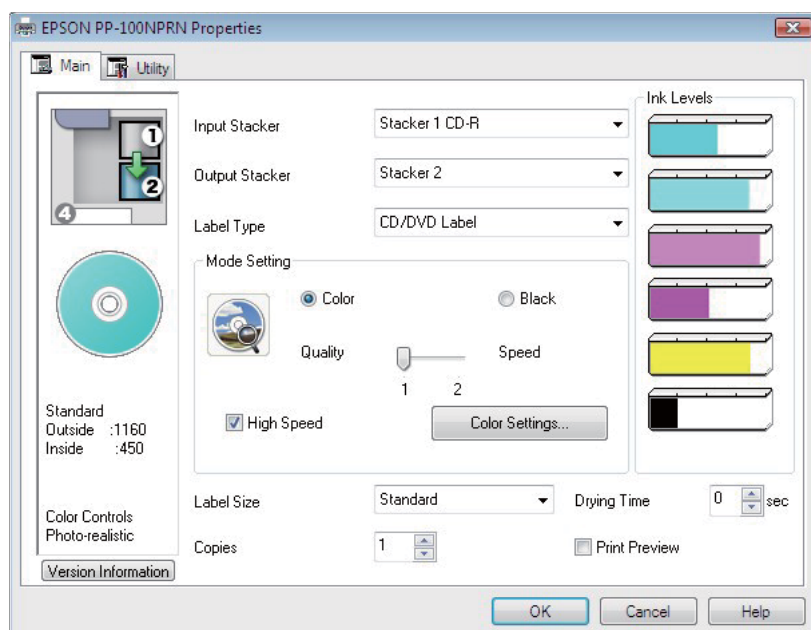 EPSON PP-100NPRN Properties
Main
Utility
1
2
4
Standard
Outside :1160
Inside :450
Color Controls
Photo-realistic
Version Information
Input Stacker
Stacker 1 CD-R
Output Stacker
Stacker 2
Label Type
CD/DVD Label
Mode Setting
Color
Black
Quality
Speed
1 2
High Speed
Color Settings...
Label Size
Standard
Drying Time
0
sec
Copies
1
Print Preview
Ink Levels
OK
Cancel
Help